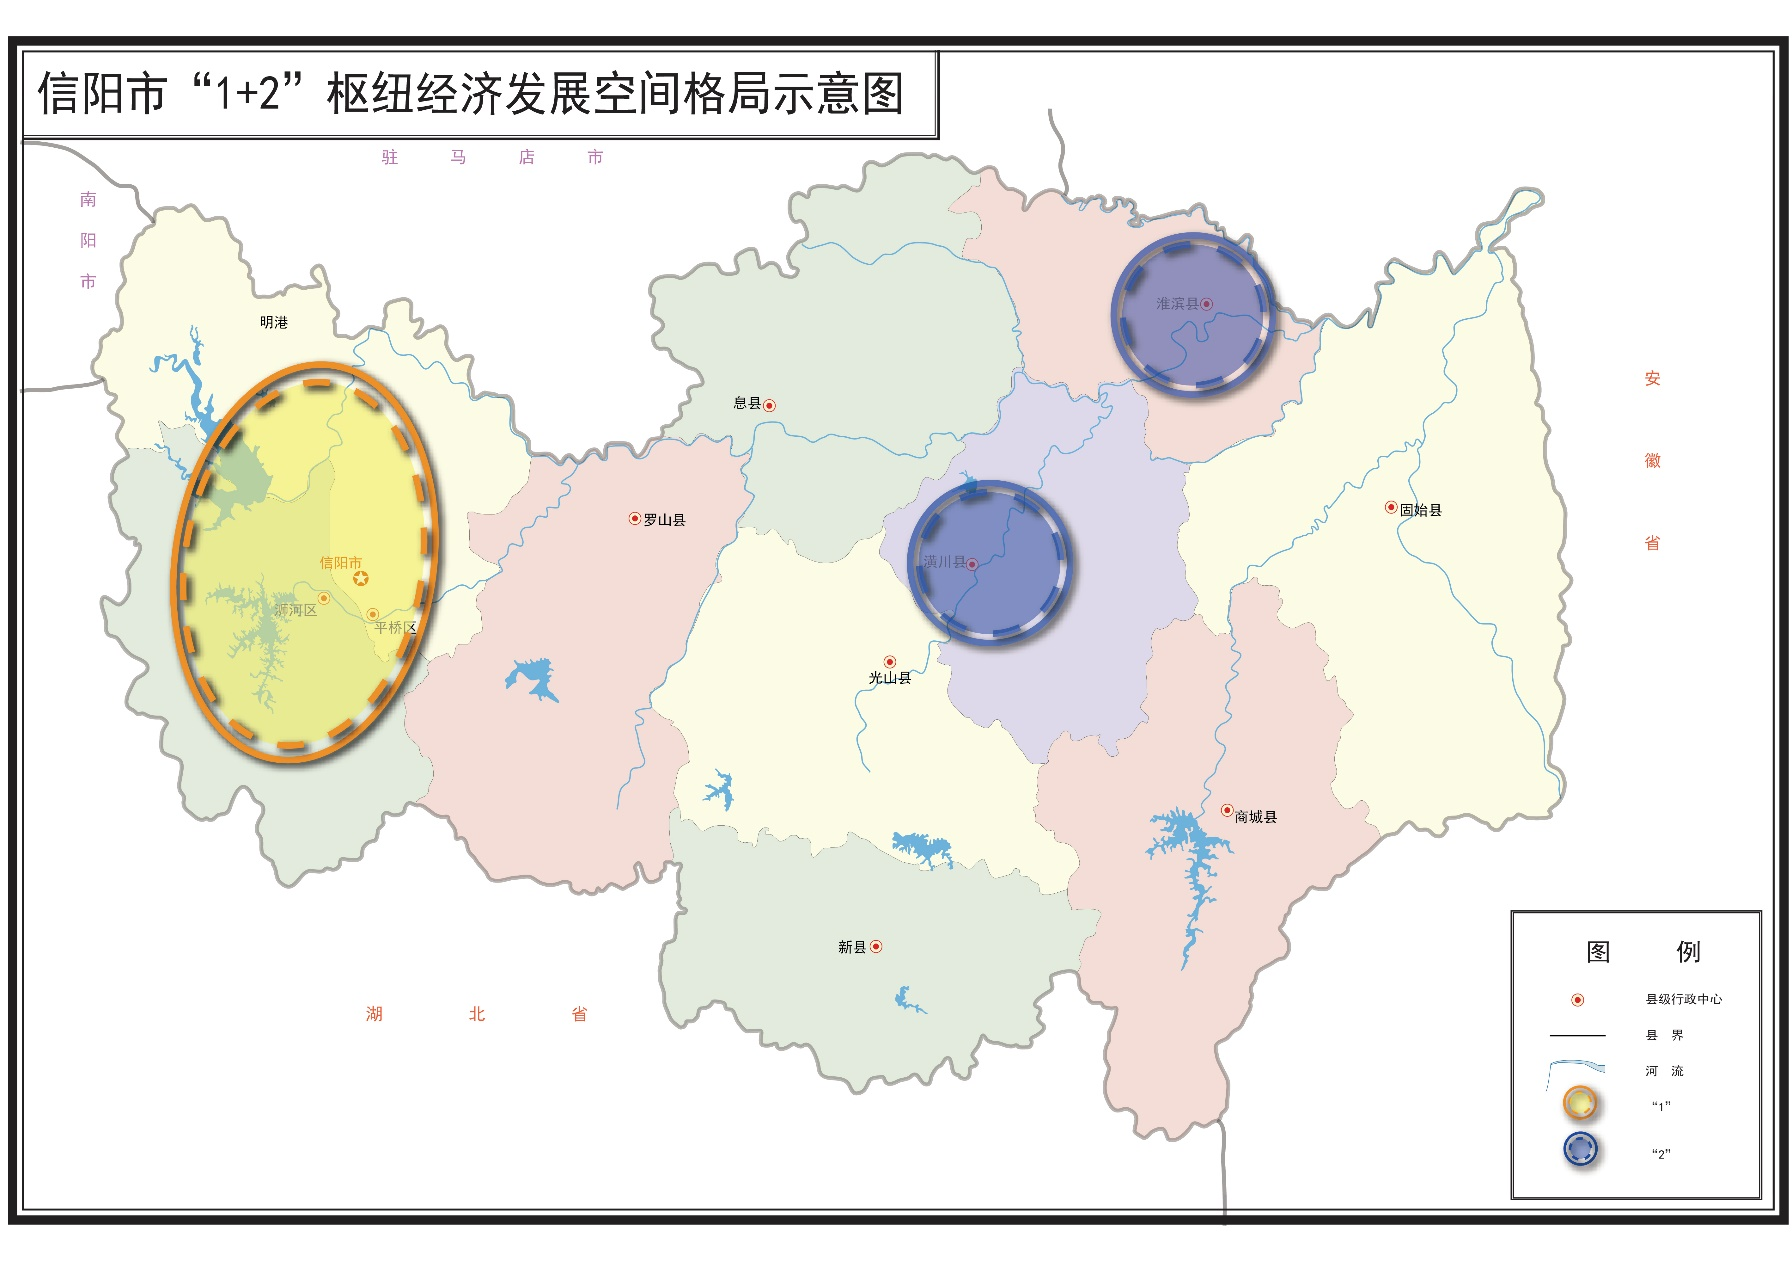 信阳市“1+2”枢纽经济发展空间格局示意图
驻马店市
南阳市
明港
淮滨县
安徽省
息县
罗山县
固始县
信阳市
潢川县
浉河区
平桥区
光山县
商城县
新县
湖北省
图例
县级行政中心
县界
河流
“1”
“2”